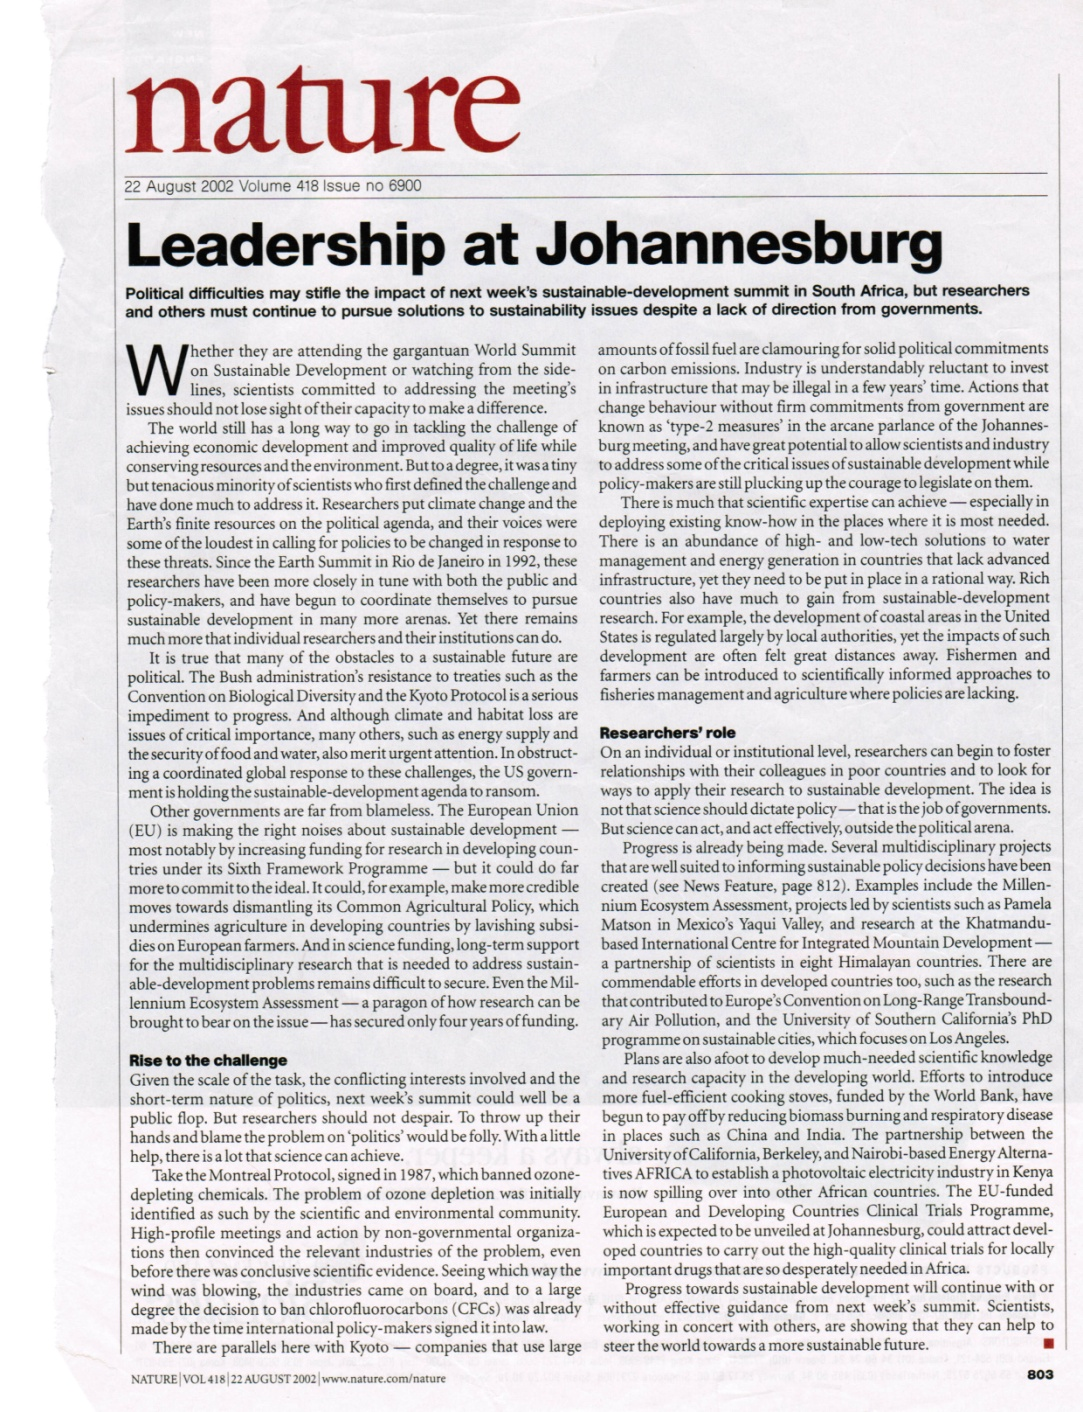 nature
22 August 2002 Volume 418 Issue no 6900
Leadership at Johannesburg
Political difficulties may stifle the impact of next week's sustainable-development summit in South Africa, but researchers
and others must continue to pursue solutions to sustainability issues despite a lack of direction from governments.
Whether they are attending the gargantuan World Summit
on Sustainable Development or watching from the side-
lines, scientists committed to addressing the meeting's
issues should not lose sight of their capacity to make a difference.
The world still has a long way to go in tackling the challenge of
achieving economic development and improved quality of life while
conserving resources and the environment. But to a degree, it was a tiny
but tenacious minority of scientists who first defined the challenge and
have done much to address it. Researchers put climate change and the
Earth's finite resources on the political agenda, and their voices were
some of the loudest in calling for policies to be changed in response to
these threats. Since the Earth Summit in Rio de Janeiro in 1992, these
researchers have been more closely in tune with both the public and
policy-makers, and have begun to coordinate themselves to pursue
sustainable development in many more arenas. Yet there remains
much more that individual researchers and their institutions can do.
It is true that many of the obstacles to a sustainable future are
political. The Bush administration's resistance to treaties such as the
Convention on Biological Diversity and the Kyoto Protocol is a serious
impediment to progress. And although climate and habitat loss are
issues of critical importance, many others, such as energy supply and
the security of food and water, also merit urgent attention. In obstruct-
ing a coordinated global response to these challenges, the US govern-
ment is holding the sustainable-development agenda to ransom.
Other governments are far from blameless. The European Union
(EU) is making the right noises about sustainable development —
most notably by increasing funding for research in developing coun-
tries under its Sixth Framework Programme — but it could do far
more to commit to the ideal. It could, for example, make more credible
moves towards dismantling its Common Agricultural Policy, which
undermines agriculture in developing countries by lavishing subsi-
dies on European farmers. And in science funding, long-term support
for the multidisciplinary research that is needed to address sustain-
able-development problems remains difficult to secure. Even the Mil-
lennium Ecosystem Assessment — a paragon of how research can be
brought to bear on the issue — has secured only four years of funding.
Rise to the challenge
Given the scale of the task, the conflicting interests involved and the
short-term nature of politics, next week's summit could well be a
public flop. But researchers should not despair. To throw up their
hands and blame the problem on 'politics' would be folly. With a little
help, there is a lot that science can achieve.
Take the Montreal Protocol, signed in 1987, which banned ozone-
depleting chemicals. The problem of ozone depletion was initially
identified as such by the scientific and environmental community.
High-profile meetings and action by non-governmental organiza-
tions then convinced the relevant industries of the problem, even
before there was conclusive scientific evidence. Seeing which way the
wind was blowing, the industries came on board, and to a large
degree the decision to ban chlorofluorocarbons (CFCs) was already
made by the time international policy-makers signed it into law.
There are parallels here with Kyoto — companies that use large
amounts of fossil fuel are clamouring for solid political commitments
on carbon emissions. Industry is understandably reluctant to invest
in infrastructure that may be illegal in a few years' time. Actions that
change behaviour without firm commitments from government are
known as 'type-2 measures' in the arcane parlance of the Johannes-
burg meeting, and have great potential to allow scientists and industry
to address some of the critical issues of sustainable development while
policy-makers are still plucking up the courage to legislate on them.
There is much that scientific expertise can achieve — especially in
deploying existing know-how in the places where it is most needed.
There is an abundance of high- and low-tech solutions to water
management and energy generation in countries that lack advanced
infrastructure, yet they need to be put in place in a rational way. Rich
countries also have much to gain from sustainable-development
research. For example, the development of coastal areas in the United
States is regulated largely by local authorities, yet the impacts of such
development are often felt great distances away. Fishermen and
farmers can be introduced to scientifically informed approaches to
fisheries management and agriculture where policies are lacking.
Researchers' role
On an individual or institutional level, researchers can begin to foster
relationships with their colleagues in poor countries and to look for
ways to apply their research to sustainable development. The idea is
not that science should dictate policy — that is the job of governments.
But science can act, and act effectively, outside the political arena.
Progress is already being made. Several multidisciplinary projects
that are well suited to informing sustainable policy decisions have been
created (see News Feature, page 812). Examples include the Millen-
nium Ecosystem Assessment, projects led by scientists such as Pamela
Matson in Mexico's Yaqui Valley, and research at the Khatmandu-
based International Centre for Integrated Mountain Development —
a partnership of scientists in eight Himalayan countries. There are
commendable efforts in developed countries too, such as the research
that contributed to Europe's Convention on Long-Range Transbound-
ary Air Pollution, and the University of Southern California's PhD
programme on sustainable cities, which focuses on Los Angeles.
Plans are also afoot to develop much-needed scientific knowledge
and research capacity in the developing world. Efforts to introduce
more fuel-efficient cooking stoves, funded by the World Bank, have
begun to pay off by reducing biomass burning and respiratory disease
in places such as China and India. The partnership between the
University of California, Berkeley, and Nairobi-based Energy Alterna-
tives AFRICA to establish a photovoltaic electricity industry in Kenya
is now spilling over into other African countries. The EU-funded
European and Developing Countries Clinical Trials Programme,
which is expected to be unveiled at Johannesburg, could attract devel-
oped countries to carry out the high-quality clinical trials for locally
important drugs that are so desperately needed in Africa.
Progress towards sustainable development will continue with or
without effective guidance from next week's summit. Scientists,
working in concert with others, are showing that they can help to
steer the world towards a more sustainable future.
NATURE | VOL 418 | 22 AUGUST 2002 | www.nature.com/nature
803